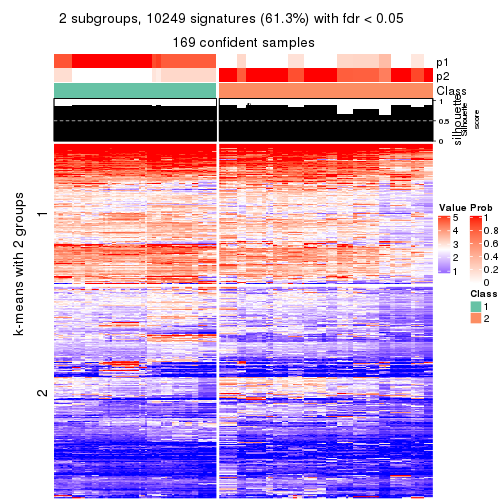 2 subgroups, 10249 signatures (61.3%) with fdr < 0.05
169 confident samples
p1
p2
Class
1
0.5
0
silhouette
Silhouette
score
k-means with 2 groups
1
2
Value
5
4
3
2
1
Prob
1
0.8
0.6
0.4
0.2
0
Class
1
2